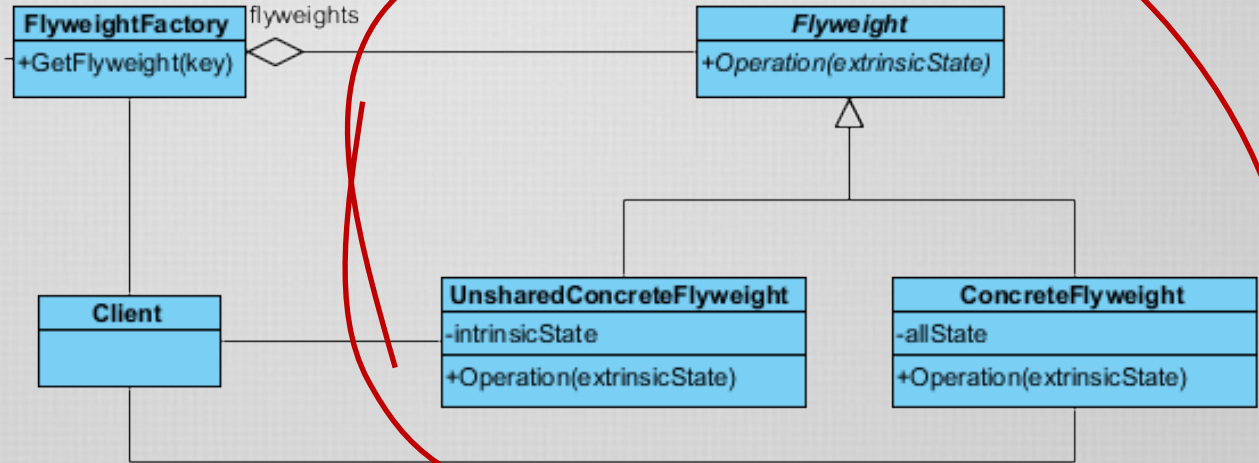 FlyweightFactory
+GetFlyweight(key)
flyweights
Flyweight
+Operation(extrinsicState)
Client
UnsharedConcreteFlyweight
-intrinsicState
+Operation(extrinsicState)
ConcreteFlyweight
-allState
+Operation(extrinsicState)